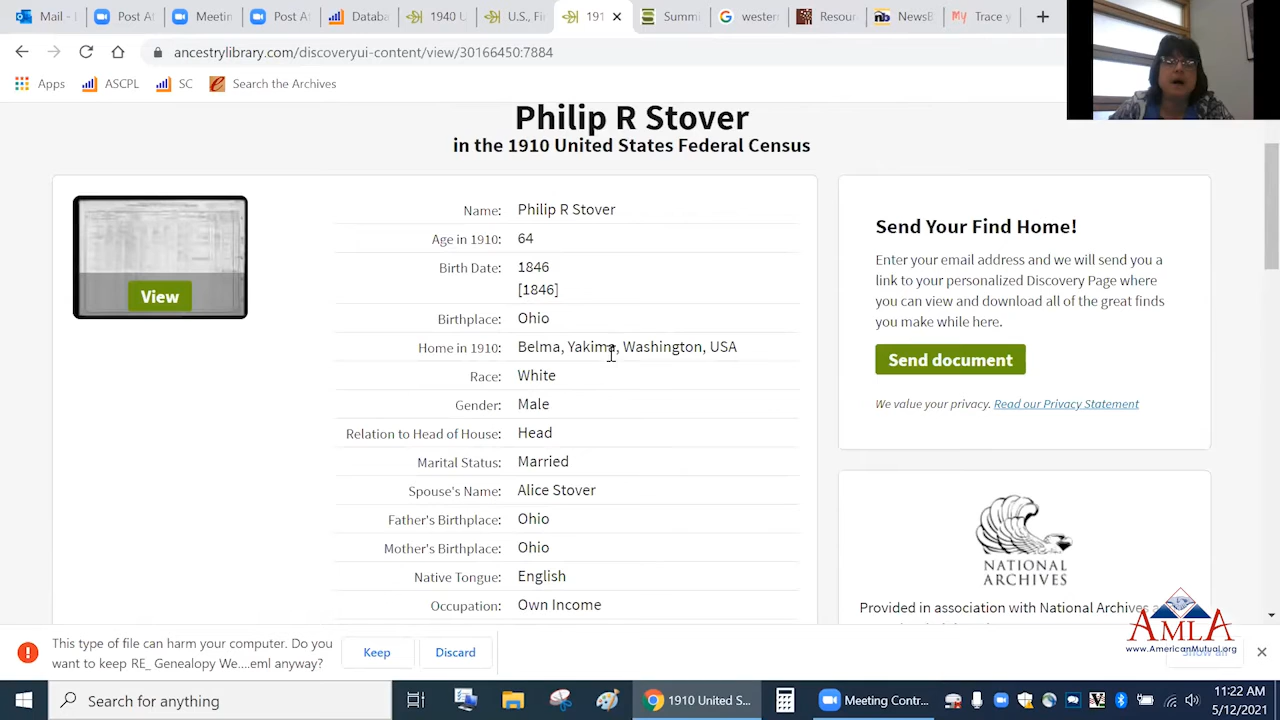 Mail -
Post A
Meetin
Post A
Databa
1940 U
U.S., Fi
191
Summ
western
Resour
NewsB
Trace y
ancestrylibrary.com/discoveryui-content/view/30166450:7884
Apps
ASCPL
SC
Search the Archives
Philip R Stover
in the 1910 United States Federal Census
View
Name: Philip R Stover
Age in 1910: 64
Birth Date: 1846
[1846]
Birthplace: Ohio
Home in 1910: Belma, Yakima, Washington, USA
Race: White
Gender: Male
Relation to Head of House: Head
Marital Status: Married
Spouse's Name: Alice Stover
Father's Birthplace: Ohio
Mother's Birthplace: Ohio
Native Tongue: English
Occupation: Own Income
Send Your Find Home!
Enter your email address and we will send you a
link to your personalized Discovery Page where
you can view and download all of the great finds
you make while here.
Send document
We value your privacy. Read our Privacy Statement
NATIONAL
ARCHIVES
Provided in association with National Archives
AMLA
www.AmericanMutual.org
This type of file can harm your computer. Do you
want to keep RE_ Genealopy We....eml anyway?
Keep
Discard
Show all
Search for anything
1910 United S...
Meeting Contr...
11:22 AM
5/12/2021